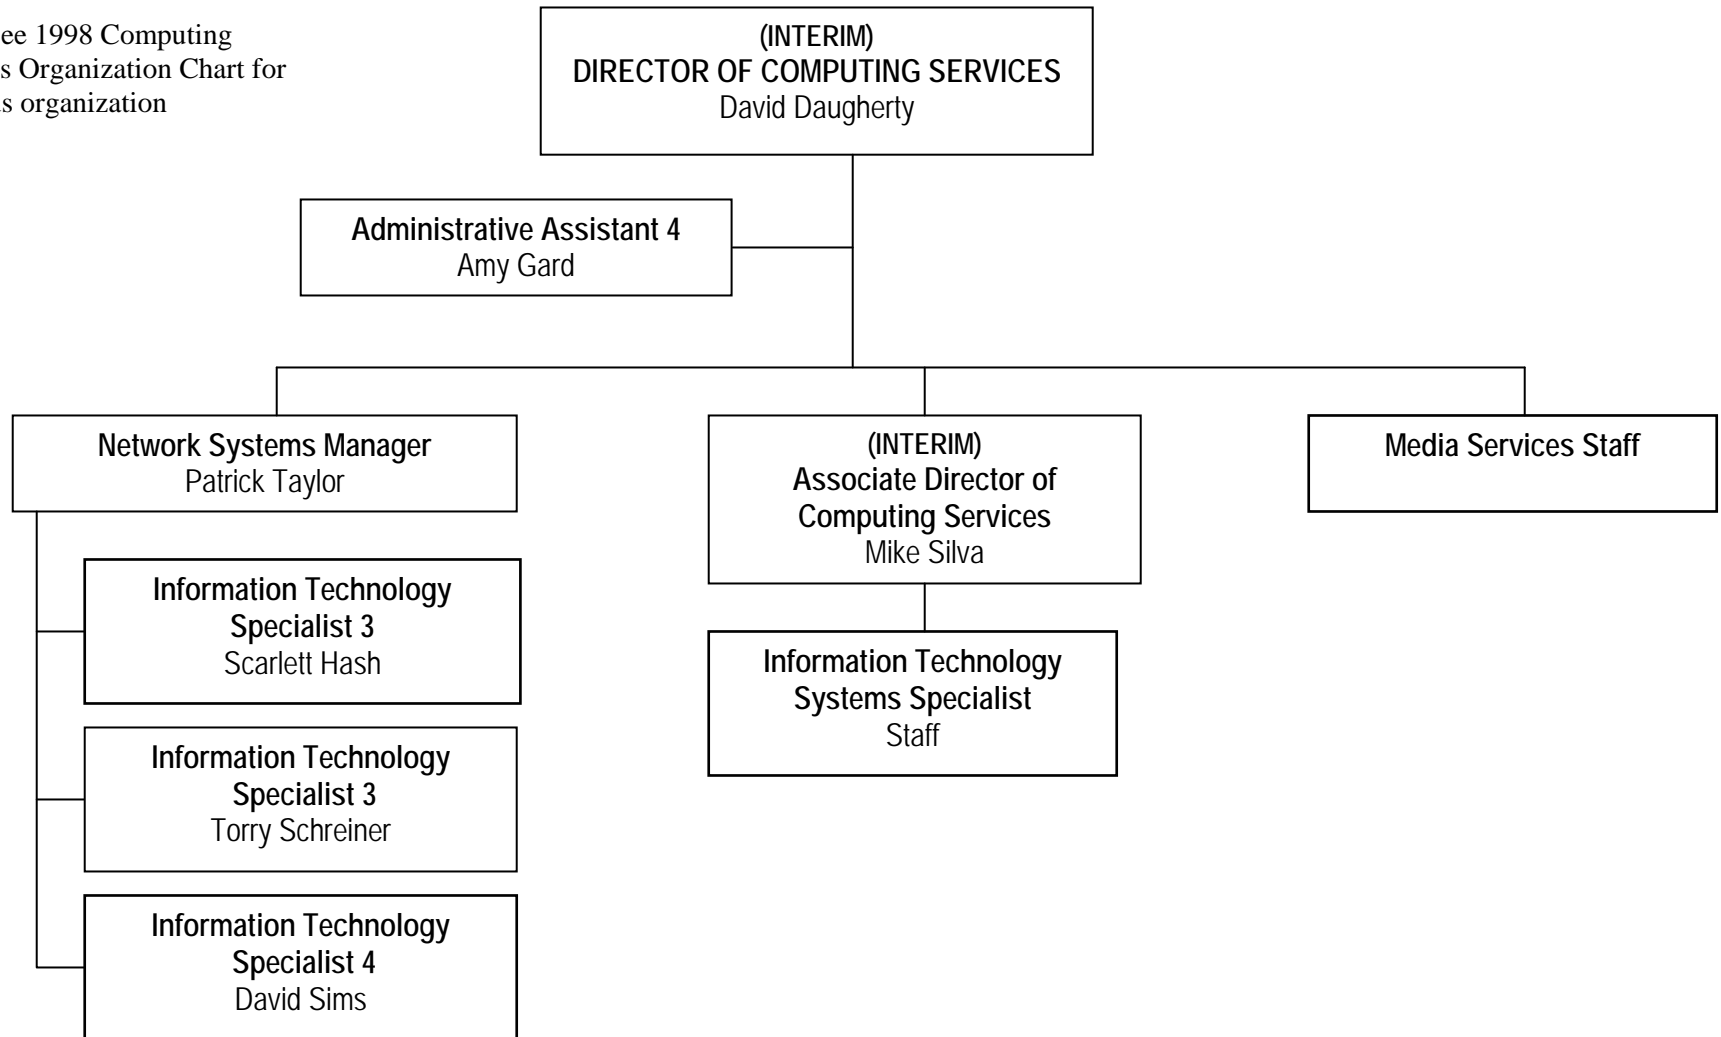 ee 1998 Computing
s Organization Chart for
s organization
(INTERIM)
DIRECTOR OF COMPUTING SERVICES
David Daugherty
Administrative Assistant 4
Amy Gard
Network Systems Manager
Patrick Taylor
(INTERIM)
Associate Director of
Computing Services
Mike Silva
Media Services Staff
Information Technology
Specialist 3
Scarlett Hash
Information Technology
Systems Specialist
Staff
Information Technology
Specialist 3
Torry Schreiner
Information Technology
Specialist 4
David Sims